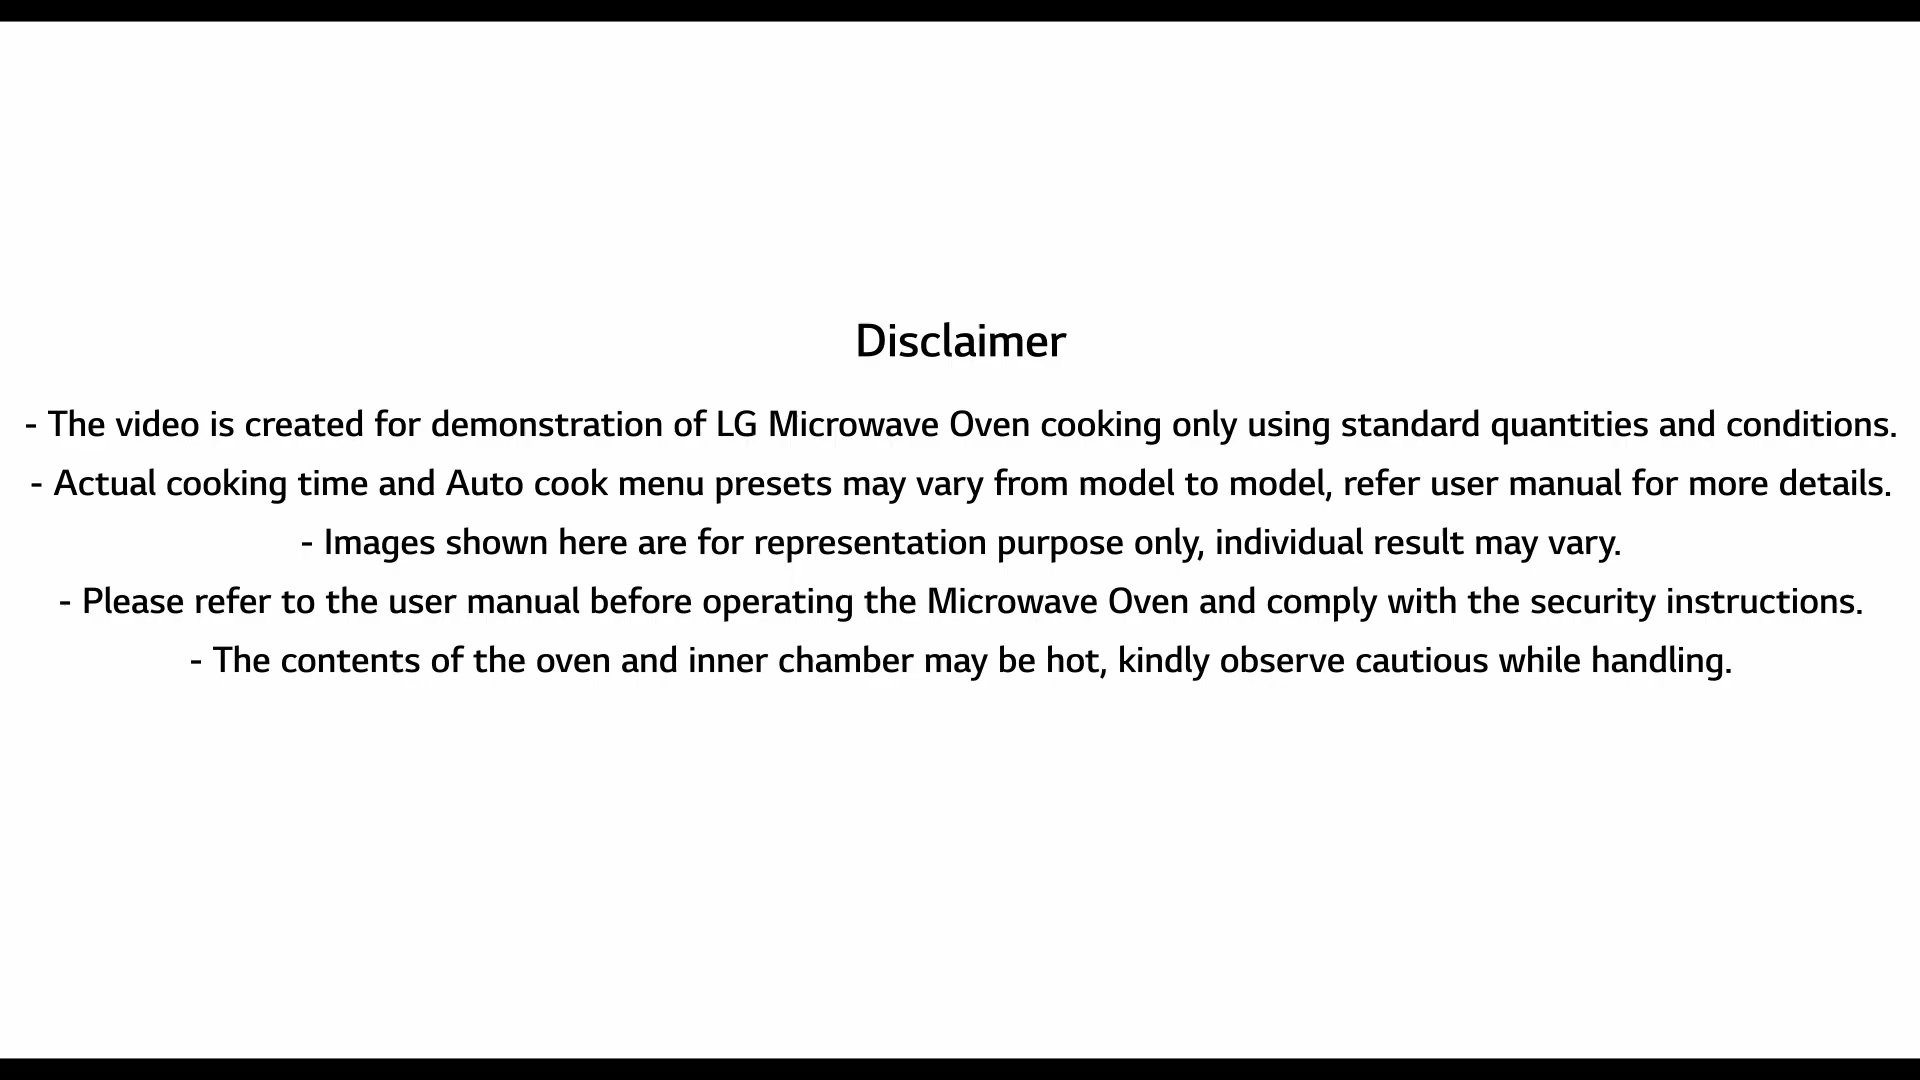 Disclaimer
- The video is created for demonstration of LG Microwave Oven cooking only using standard quantities and conditions.
- Actual cooking time and Auto cook menu presets may vary from model to model, refer user manual for more details.
- Images shown here are for representation purpose only, individual result may vary.
- Please refer to the user manual before operating the Microwave Oven and comply with the security instructions.
- The contents of the oven and inner chamber may be hot, kindly observe cautious while handling.